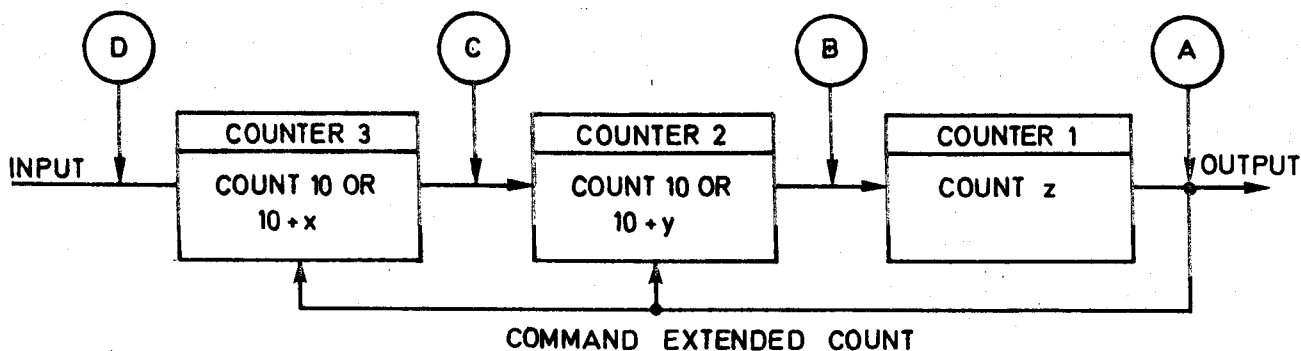 D
C
B
A
COUNTER 3
COUNTER 2
COUNTER 1
INPUT
OUTPUT
COUNT 10 OR
10 + x
COUNT 10 OR
10 + y
COUNT z
COMMAND EXTENDED COUNT